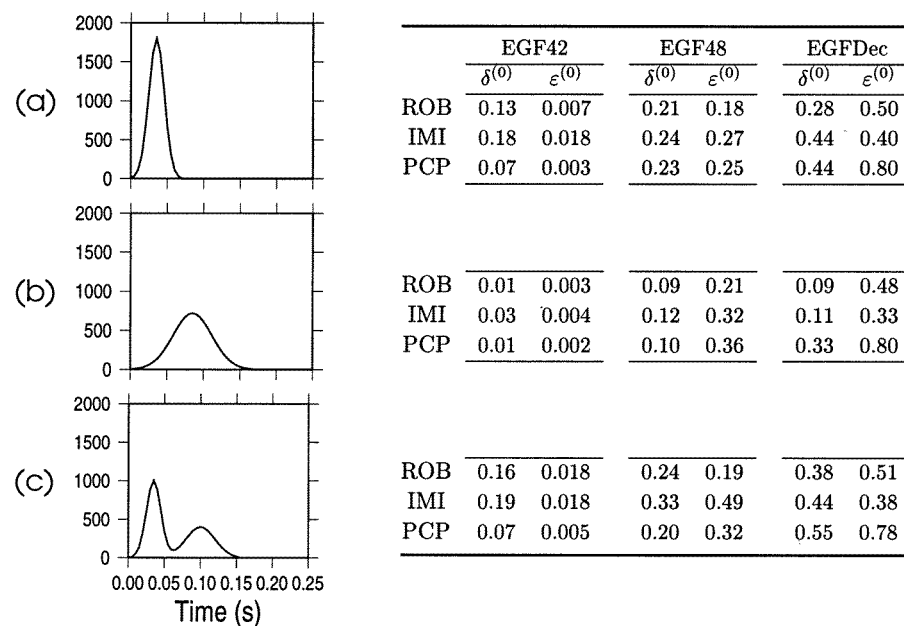 2000
1500
1000
500
0
(a)
2000
1500
1000
500
0
(b)
2000
1500
1000
500
0
(c)
0.00 0.05 0.10 0.15 0.20 0.25
Time (s)
EGF42 EGF48 EGFDec
δ(0) ε(0) δ(0) ε(0) δ(0) ε(0)
ROB 0.13 0.007 0.21 0.18 0.28 0.50
IMI 0.18 0.018 0.24 0.27 0.44 0.40
PCP 0.07 0.003 0.23 0.25 0.44 0.80
ROB 0.01 0.003 0.09 0.21 0.09 0.48
IMI 0.03 0.004 0.12 0.32 0.11 0.33
PCP 0.01 0.002 0.10 0.36 0.33 0.80
ROB 0.16 0.018 0.24 0.19 0.38 0.51
IMI 0.19 0.018 0.33 0.49 0.44 0.38
PCP 0.07 0.005 0.20 0.32 0.55 0.78